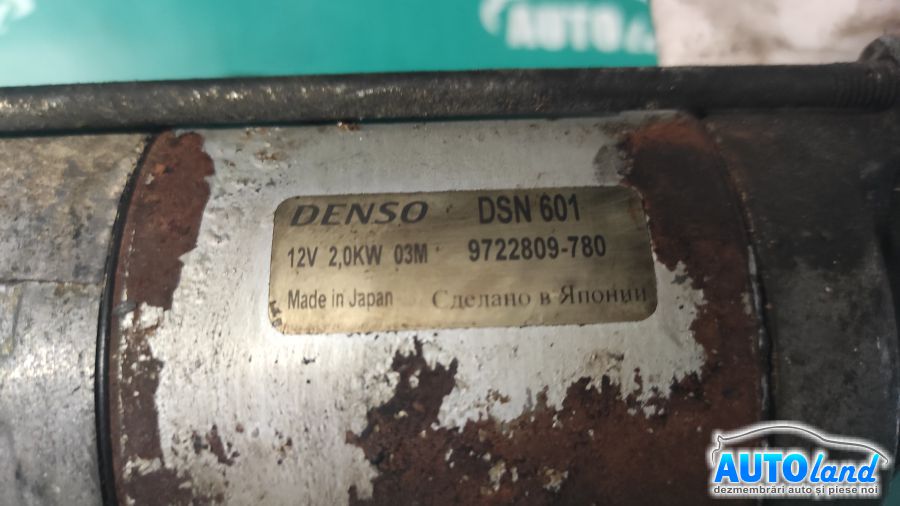 AUTO
DENSO DSN 601
12V 2,0KW 03M 9722809-780
Made in Japan Сделано в Японии
AUTOland
dezmembrări auto și piese noi